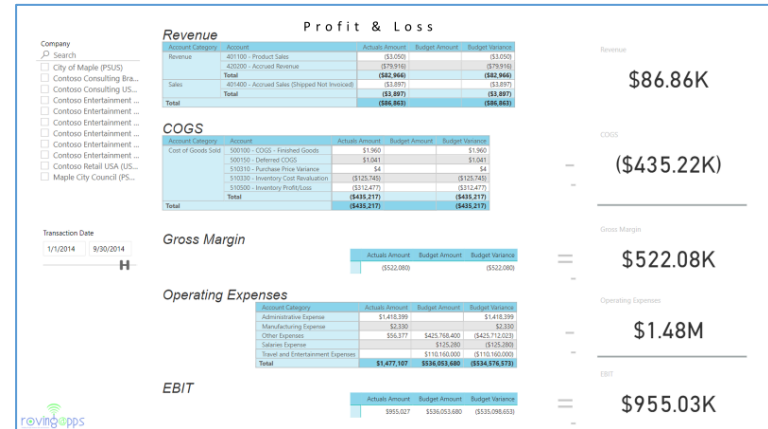 Profit & Loss
Company
Search
City of Maple (PSUS)
Contoso Consulting Bra...
Contoso Consulting US...
Contoso Entertainment ...
Contoso Entertainment ...
Contoso Entertainment ...
Contoso Entertainment ...
Contoso Entertainment ...
Contoso Retail USA (US...
Maple City Council (PS...
Transaction Date
1/1/2014 9/30/2014
Revenue
Account Category Account Actuals Amount Budget Amount Budget Variance
Revenue 401100 - Product Sales ($3,050) ($3,050)
420200 - Accrued Revenue ($79,916) ($79,916)
Total ($82,966) ($82,966)
Sales 401400 - Accrued Sales (Shipped Not Invoiced) ($3,897) ($3,897)
Total ($3,897) ($3,897)
Total ($86,863) ($86,863)
COGS
Account Category Account Actuals Amount Budget Amount Budget Variance
Cost of Goods Sold 500100 - COGS - Finished Goods $1,960 $1,960
500150 - Deferred COGS $1,041 $1,041
510310 - Purchase Price Variance $4 $4
510330 - Inventory Cost Revaluation ($125,745) ($125,745)
510500 - Inventory Profit/Loss ($312,477) ($312,477)
Total ($435,217) ($435,217)
Total ($435,217) ($435,217)
Gross Margin
Actuals Amount Budget Amount Budget Variance
($522,080) ($522,080)
Operating Expenses
Account Category Actuals Amount Budget Amount Budget Variance
Administrative Expense $1,418,399 $1,418,399
Manufacturing Expense $2,330 $2,330
Other Expenses $56,377 $425,768,400 ($425,712,023)
Salaries Expense $125,280 ($125,280)
Travel and Entertainment Expenses $110,160,000 ($110,160,000)
Total $1,477,107 $536,053,680 ($534,576,573)
EBIT
Actuals Amount Budget Amount Budget Variance
$955,027 $536,053,680 ($535,098,653)
Revenue
$86.86K
COGS
- ($435.22K)
-
Gross Margin
= $522.08K
-
Operating Expenses
- $1.48M
-
EBIT
= $955.03K
-
rovingapps